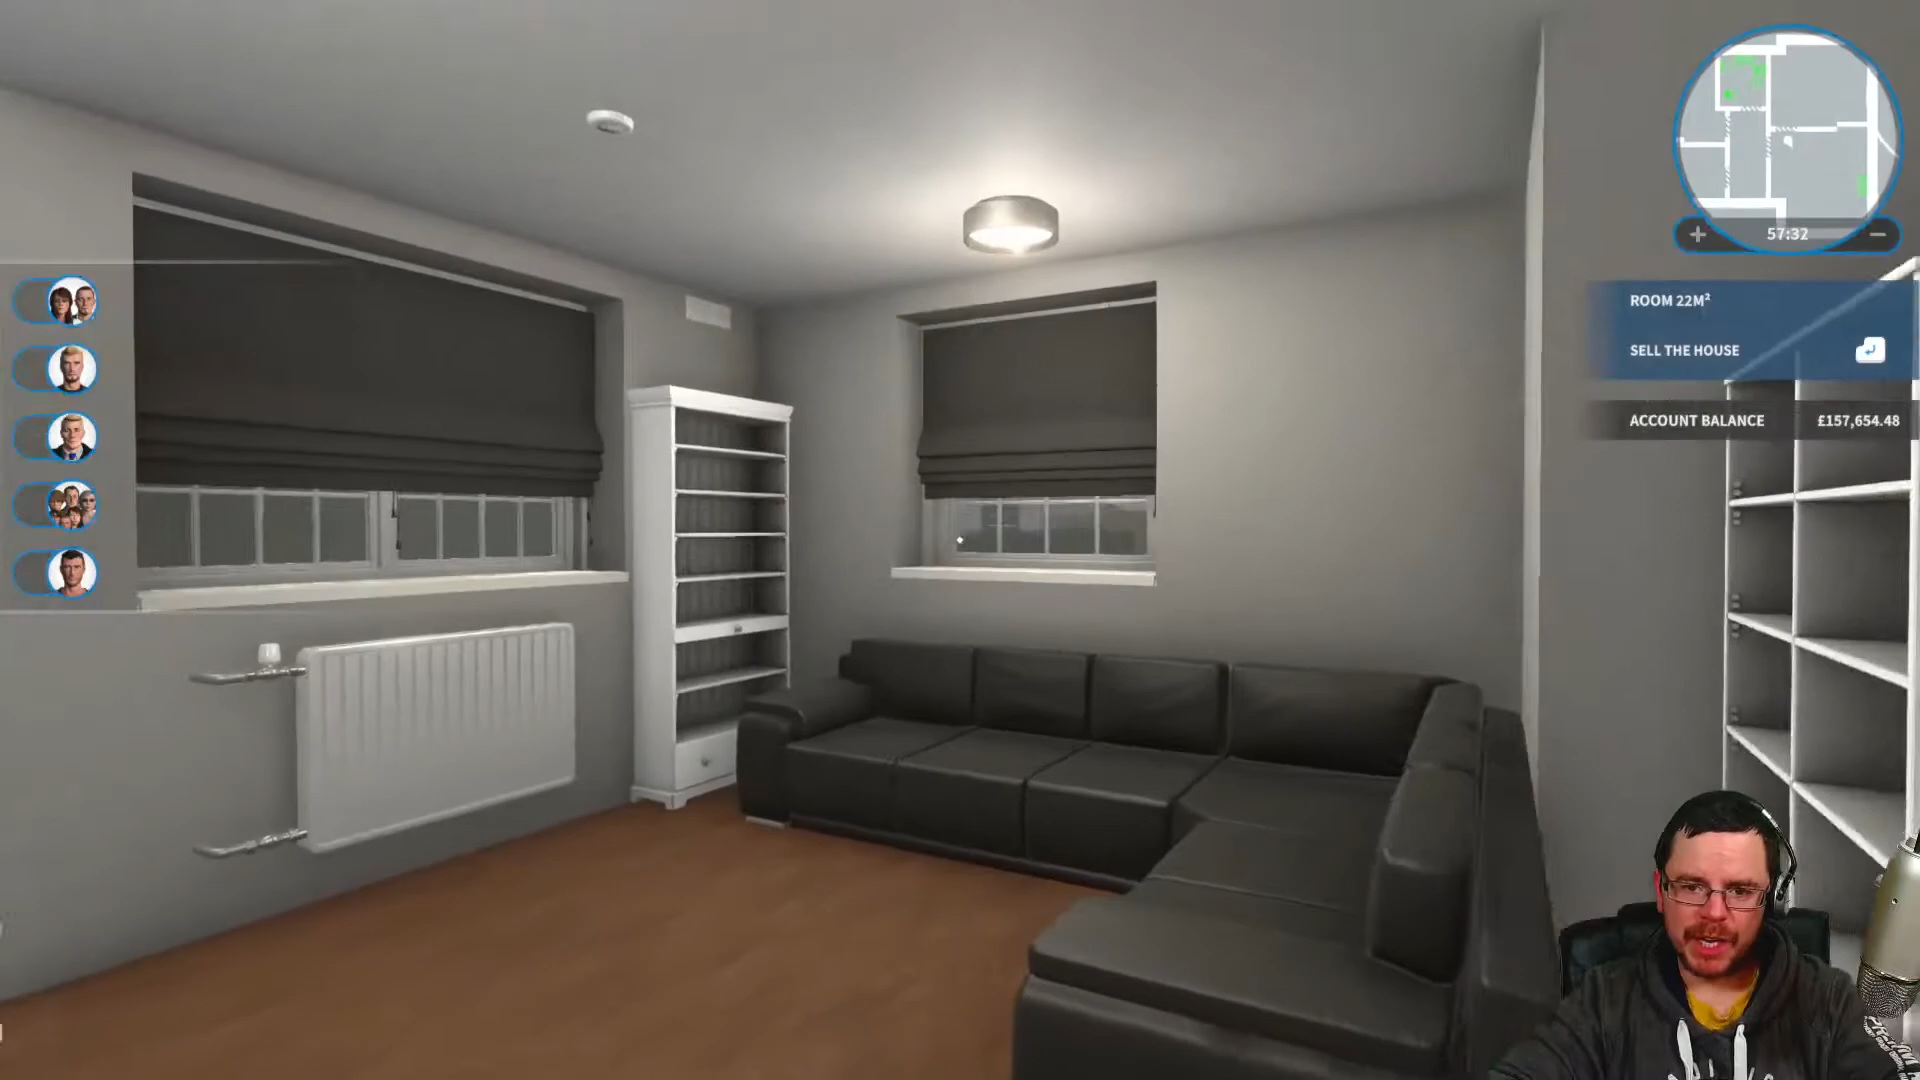 57:32
ROOM 22M²
SELL THE HOUSE
ACCOUNT BALANCE £157,654.48